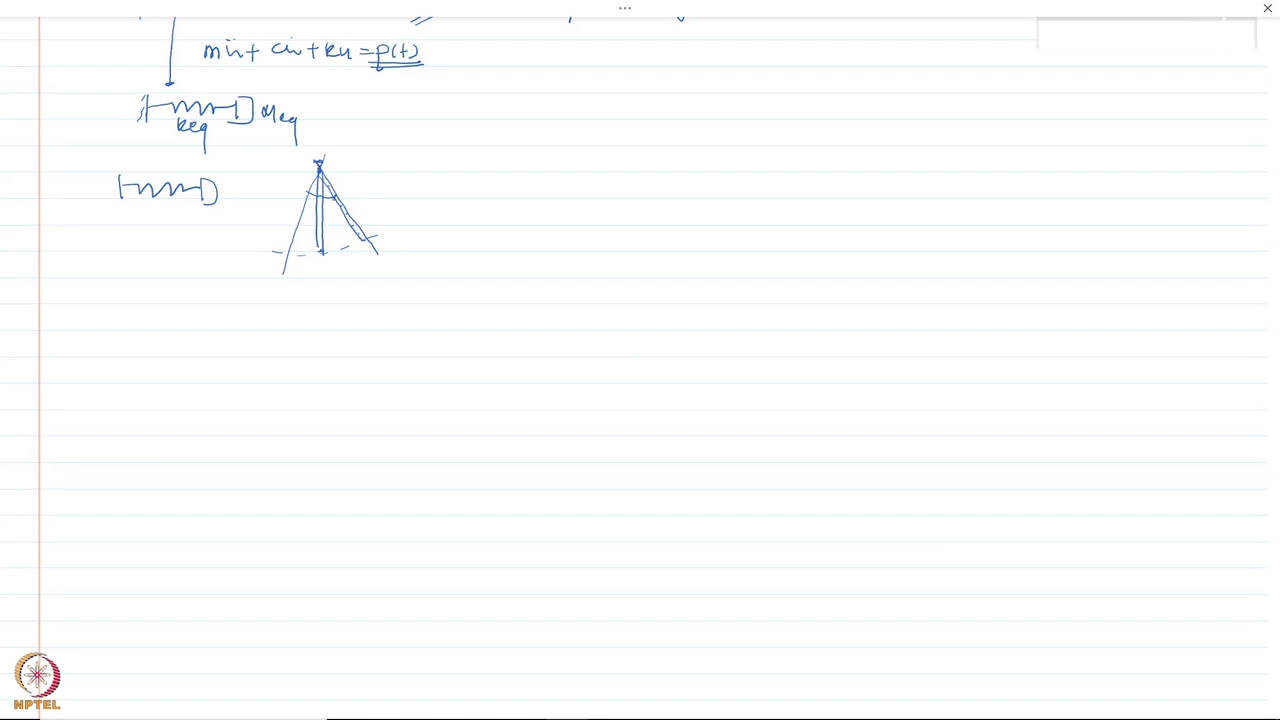 mü + cu̇ + ku = p(t)
keq meq
NPTEL